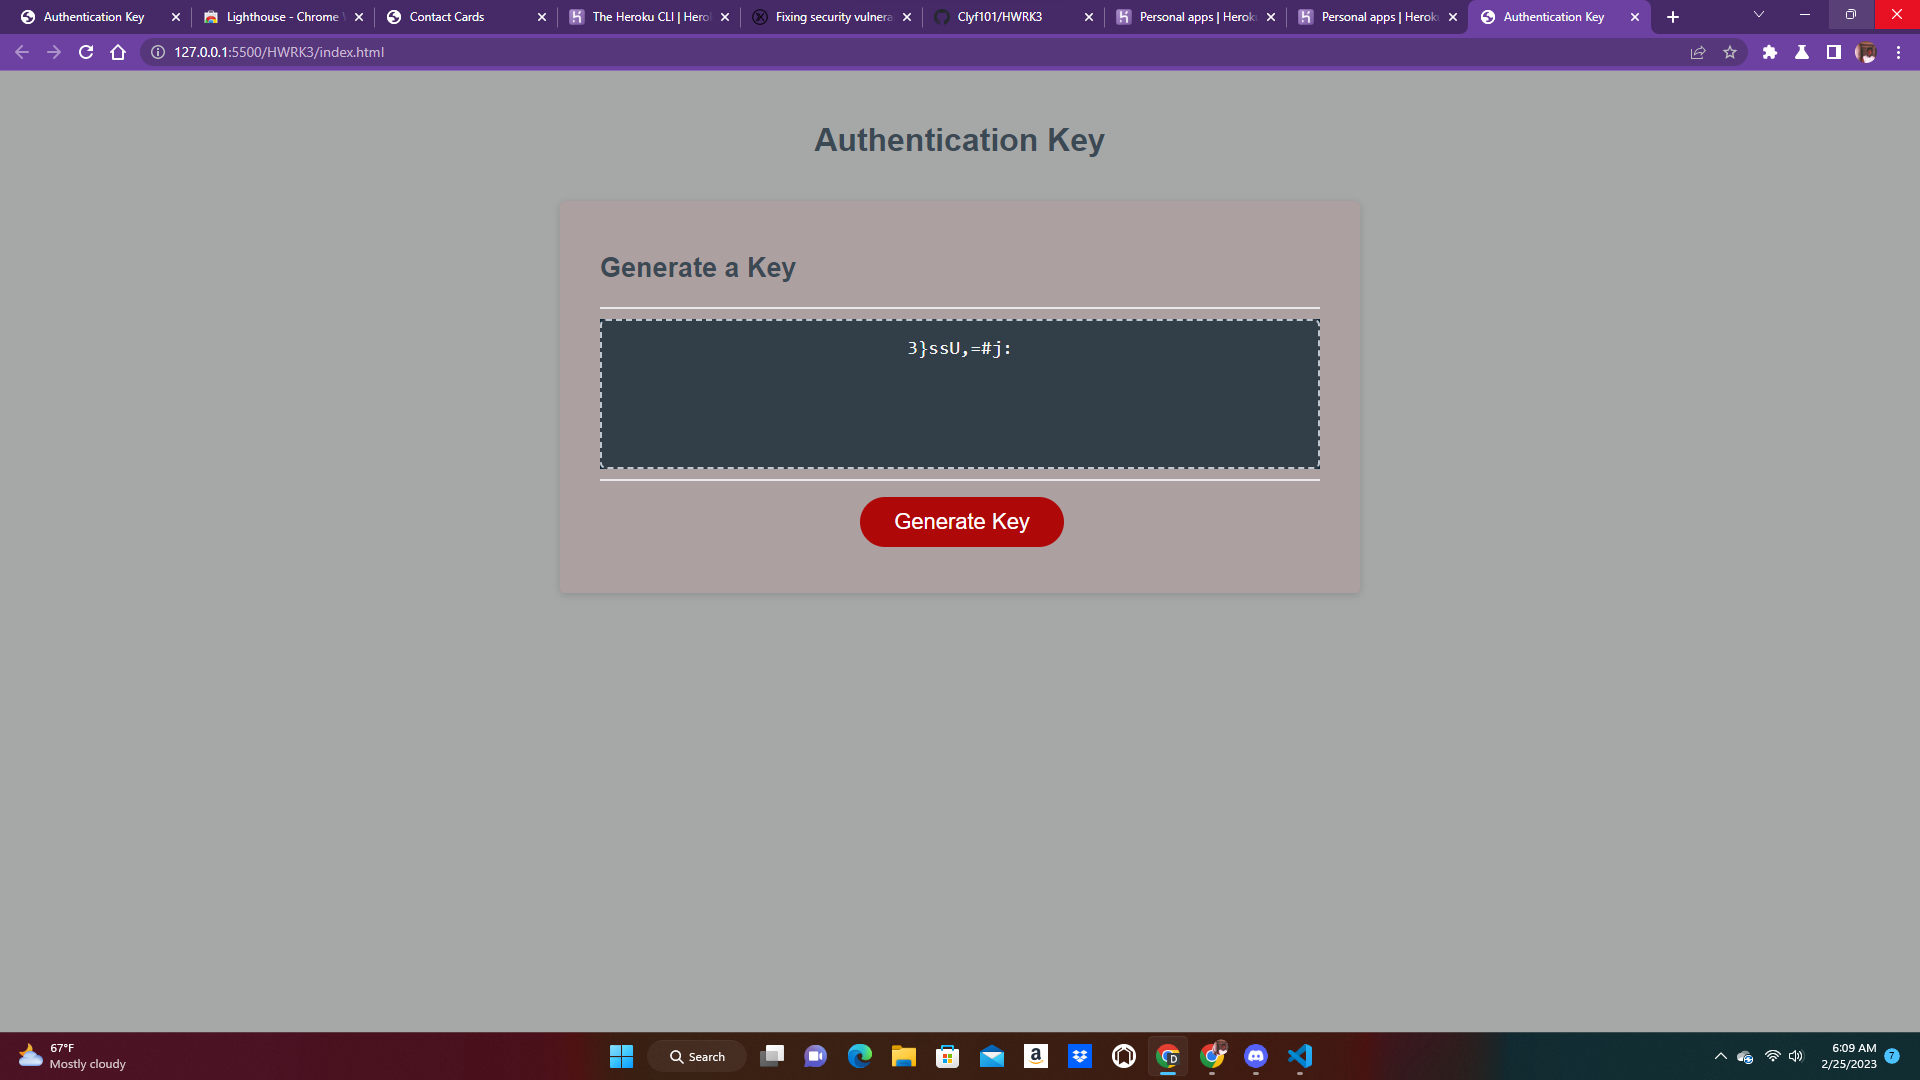 Authentication Key
Lighthouse - Chrome
Contact Cards
The Heroku CLI | Hero
Fixing security vulnera
Clyf101/HWRK3
Personal apps | Herok
Personal apps | Herok
Authentication Key
127.0.0.1:5500/HWRK3/index.html
Authentication Key
Generate a Key
3}ssU,=#j:
Generate Key
67°F
Mostly cloudy
Search
6:09 AM
2/25/2023
7